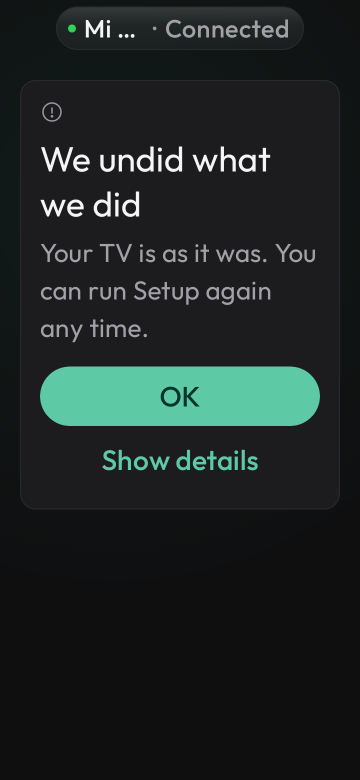 Mi ... · Connected
We undid what
we did
Your TV is as it was. You
can run Setup again
any time.
OK
Show details